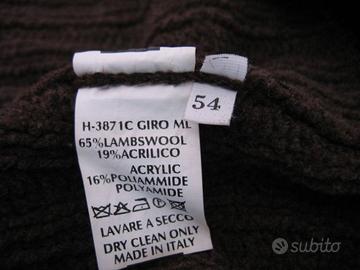 54
H-3871C GIRO ML
65%LAMBSWOOL
19%ACRILICO
ACRYLIC
16%POLIAMMIDE
POLYAMIDE
LAVARE A SECCO
DRY CLEAN ONLY
MADE IN ITALY
subito